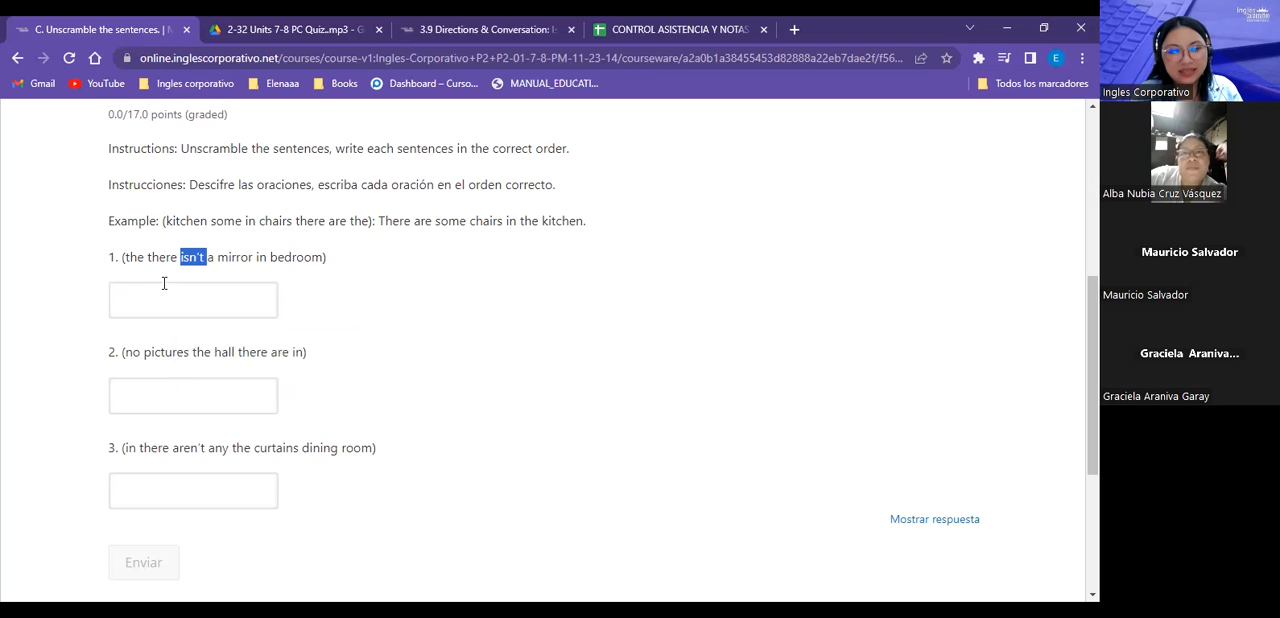 C. Unscramble the sentences. | N
2-32 Units 7-8 PC Quiz..mp3 - G
3.9 Directions & Conversation: Is
CONTROL ASISTENCIA Y NOTAS
online.inglescorporativo.net/courses/course-v1:Ingles-Corporativo+P2+P2-01-7-8-PM-11-23-14/courseware/a2a0b1a38455453d82888a22eb7dae2f/f56...
E
Gmail
YouTube
Ingles corporativo
Elenaaa
Books
Dashboard – Curso...
MANUAL_EDUCATI...
Todos los marcadores
0.0/17.0 points (graded)
Instructions: Unscramble the sentences, write each sentences in the correct order.
Instrucciones: Descifre las oraciones, escriba cada oración en el orden correcto.
Example: (kitchen some in chairs there are the): There are some chairs in the kitchen.
1. (the there isn't a mirror in bedroom)
2. (no pictures the hall there are in)
3. (in there aren't any the curtains dining room)
Mostrar respuesta
Enviar
Ingles Corporativo
Alba Nubia Cruz Vásquez
Mauricio Salvador
Mauricio Salvador
Graciela Araniva...
Graciela Araniva Garay